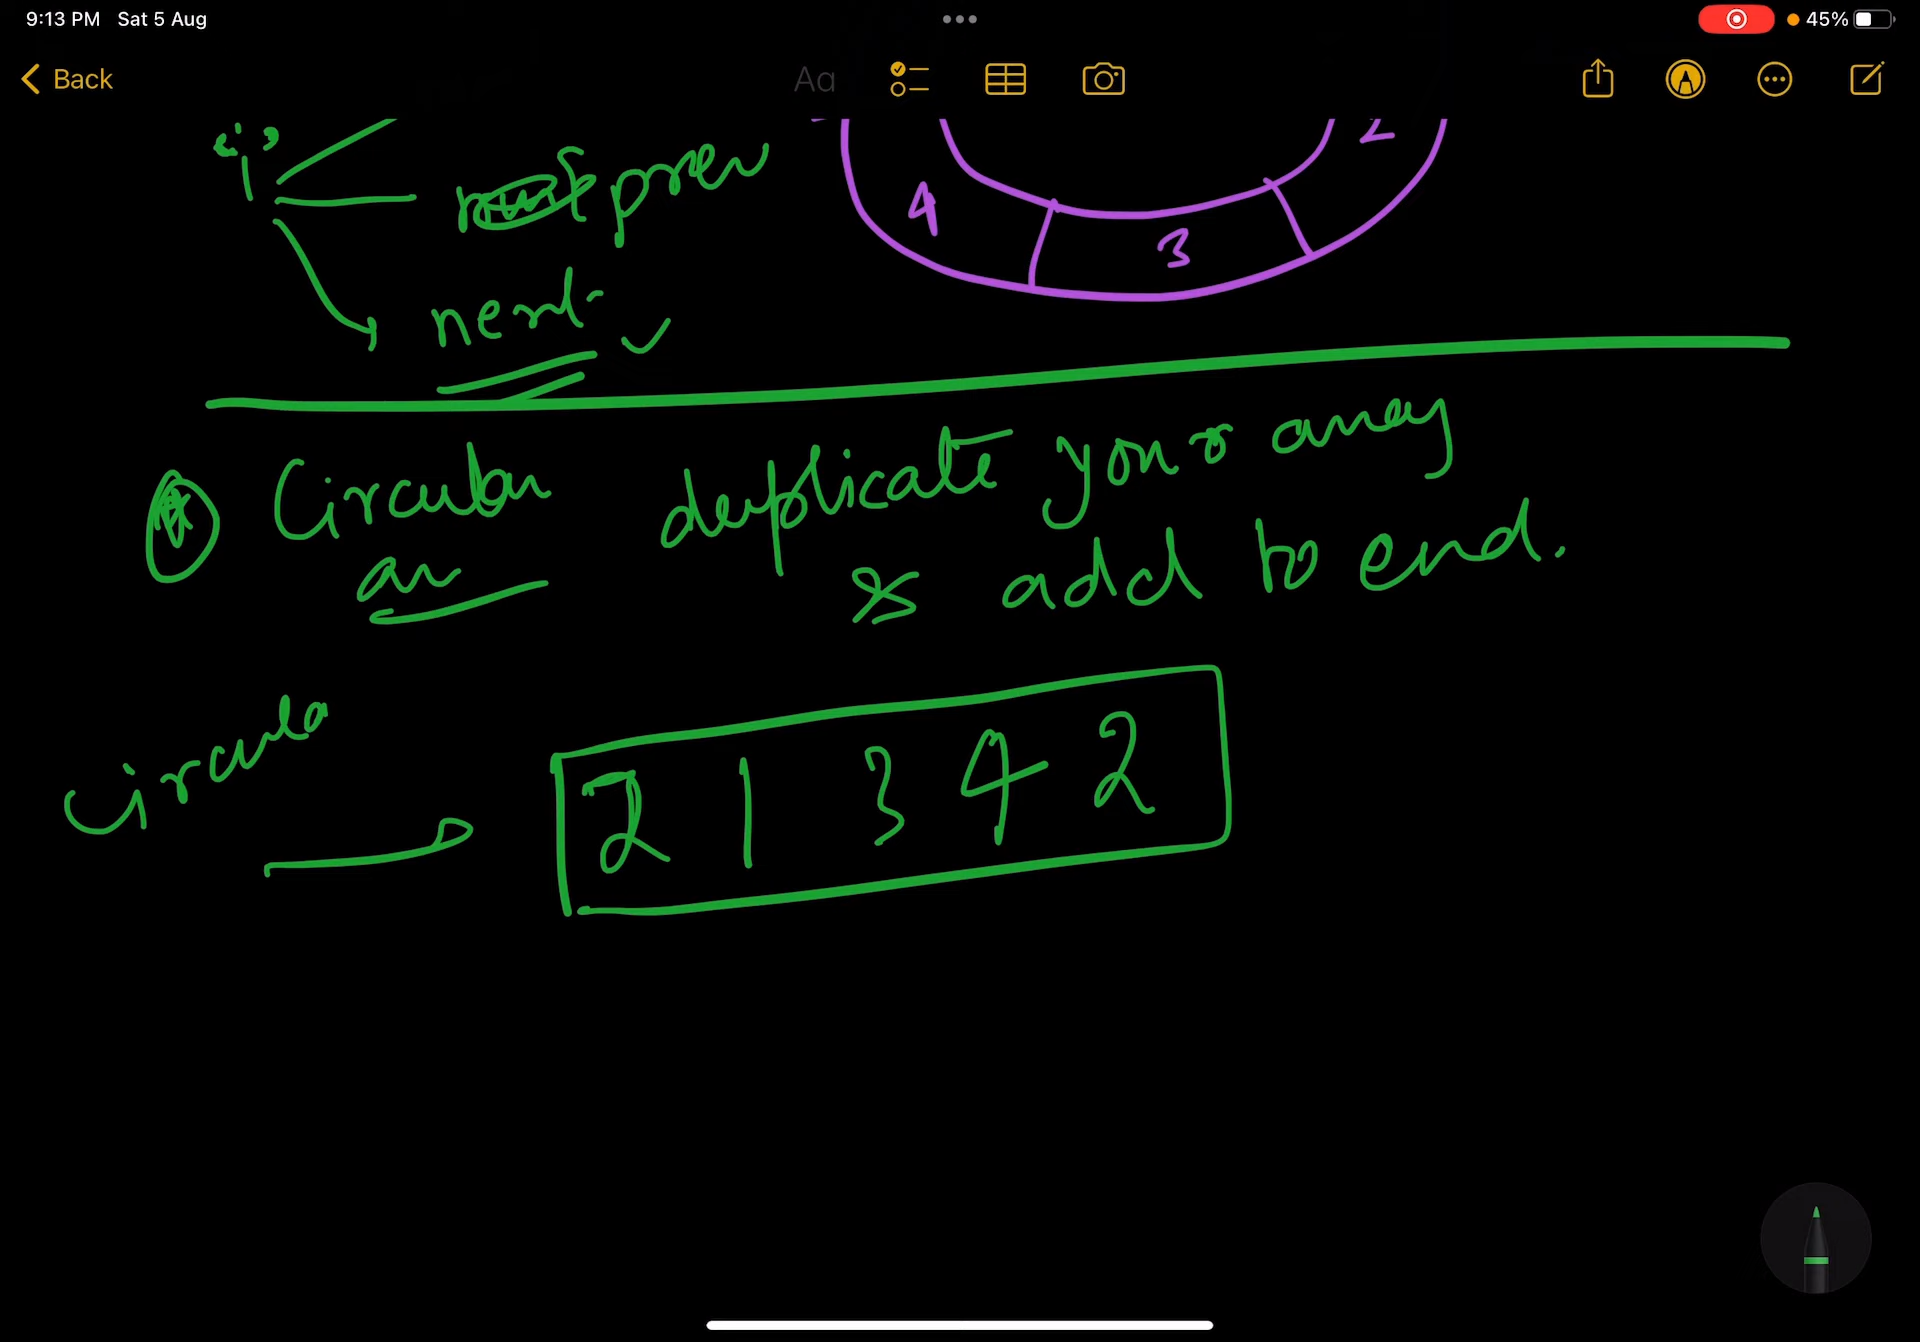 9:13 PM Sat 5 Aug
45%
Back
Aa
"i"
prev
next
2
4
3
Circular duplicate your array
arr & add to end.
Circula
2 1 3 4 2